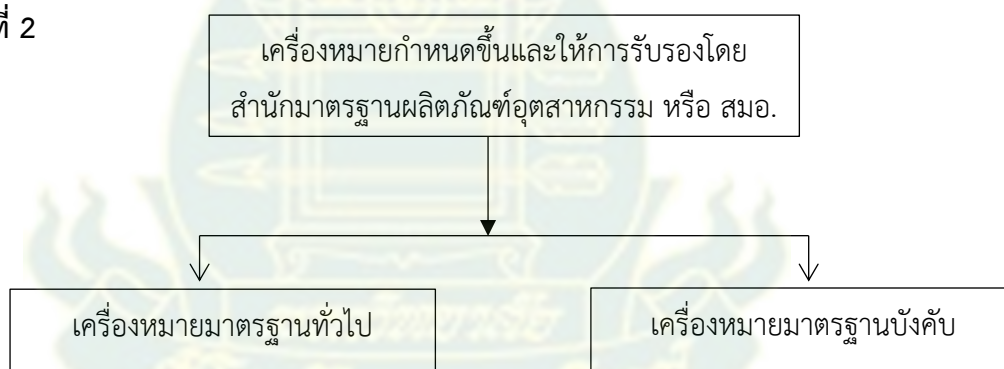 ที่ 2
เครื่องหมายกำหนดขึ้นและให้การรับรองโดย
สำนักมาตรฐานผลิตภัณฑ์อุตสาหกรรม หรือ สมอ.
เครื่องหมายมาตรฐานทั่วไป
เครื่องหมายมาตรฐานบังคับ